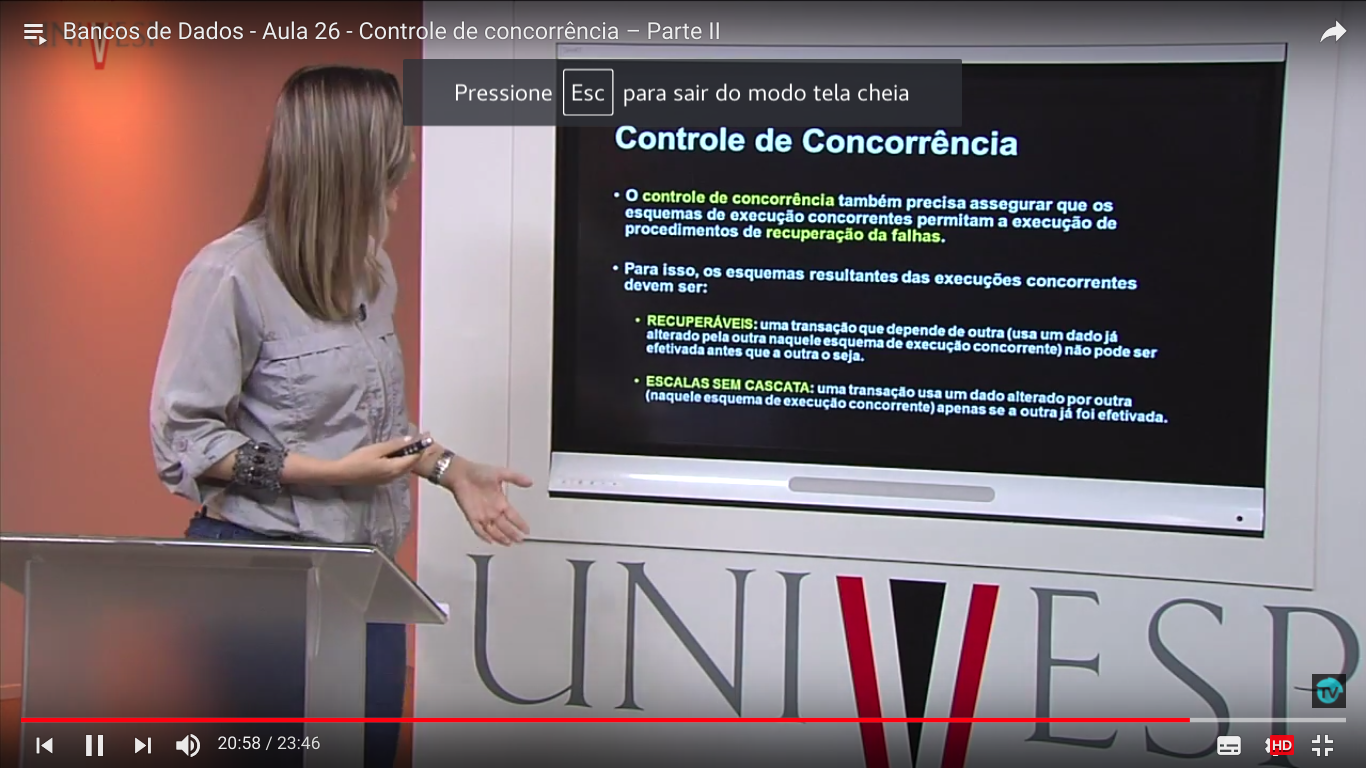 Bancos de Dados - Aula 26 - Controle de concorrência – Parte II
Pressione Esc para sair do modo tela cheia
Controle de Concorrência
• O controle de concorrência também precisa assegurar que os
esquemas de execução concorrentes permitam a execução de
procedimentos de recuperação da falhas.
• Para isso, os esquemas resultantes das execuções concorrentes
devem ser:
• RECUPERÁVEIS: uma transação que depende de outra (usa um dado já
alterado pela outra naquele esquema de execução concorrente) não pode ser
efetivada antes que a outra o seja.
• ESCALAS SEM CASCATA: uma transação usa um dado alterado por outra
(naquele esquema de execução concorrente) apenas se a outra já foi efetivada.
UNIVESP
TV
20:58 / 23:46
HD